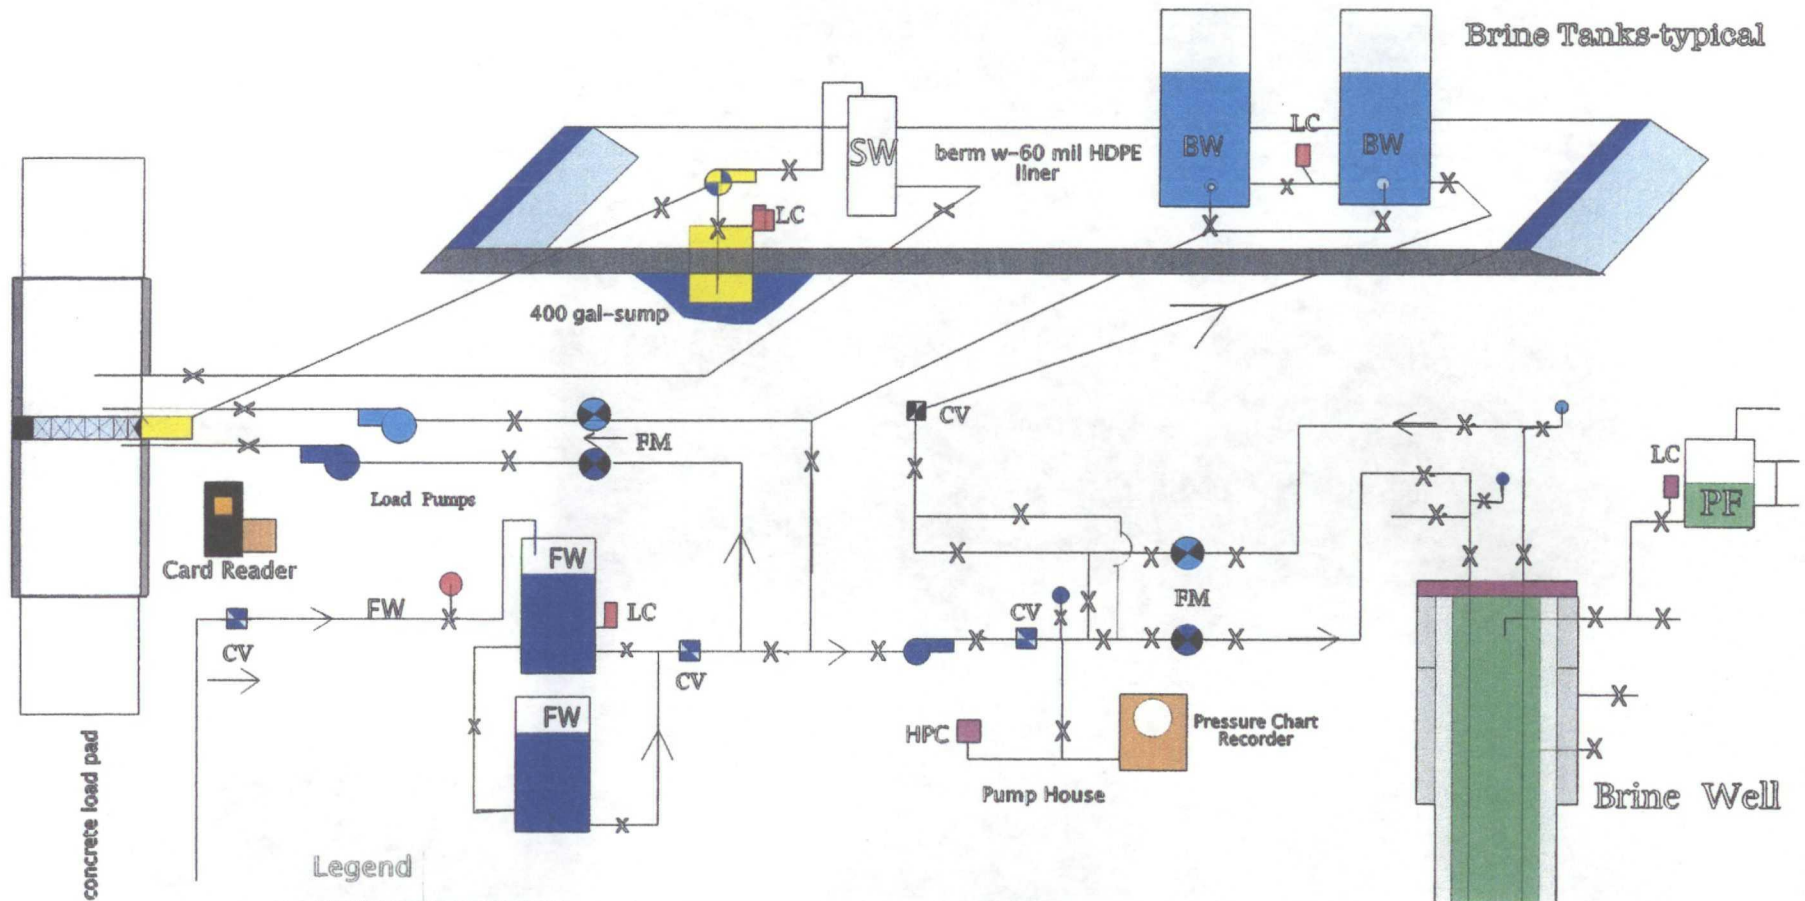 Brine Tanks-typical
BW
LC
BW
SW
berm w-60 mil HDPE
liner
LC
400 gal-sump
CV
FM
LC
PF
Load Pumps
Card Reader
FW
FW
LC
CV
CV
FW
CV
FM
HPC
Pressure Chart
Recorder
Pump House
Brine Well
concrete load pad
Legend